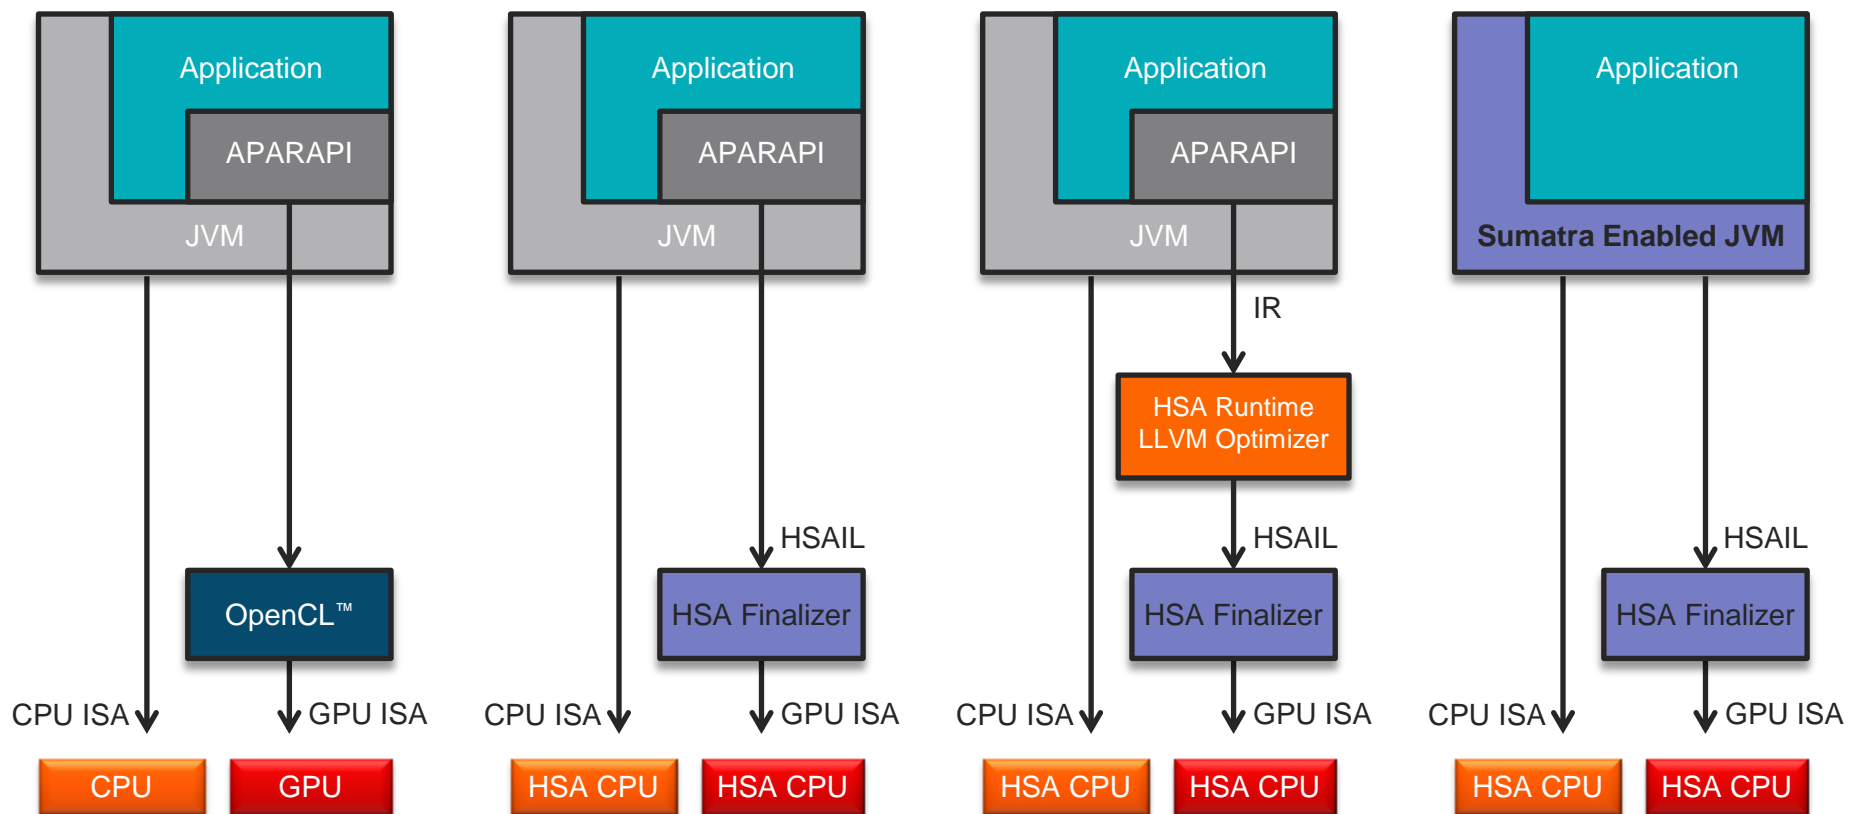 Application
APARAPI
JVM
OpenCL™
CPU ISA
GPU ISA
CPU
GPU
Application
APARAPI
JVM
HSAIL
HSA Finalizer
CPU ISA
GPU ISA
HSA CPU
HSA CPU
Application
APARAPI
JVM
IR
HSA Runtime
LLVM Optimizer
HSAIL
HSA Finalizer
CPU ISA
GPU ISA
HSA CPU
HSA CPU
Application
Sumatra Enabled JVM
HSAIL
HSA Finalizer
CPU ISA
GPU ISA
HSA CPU
HSA CPU